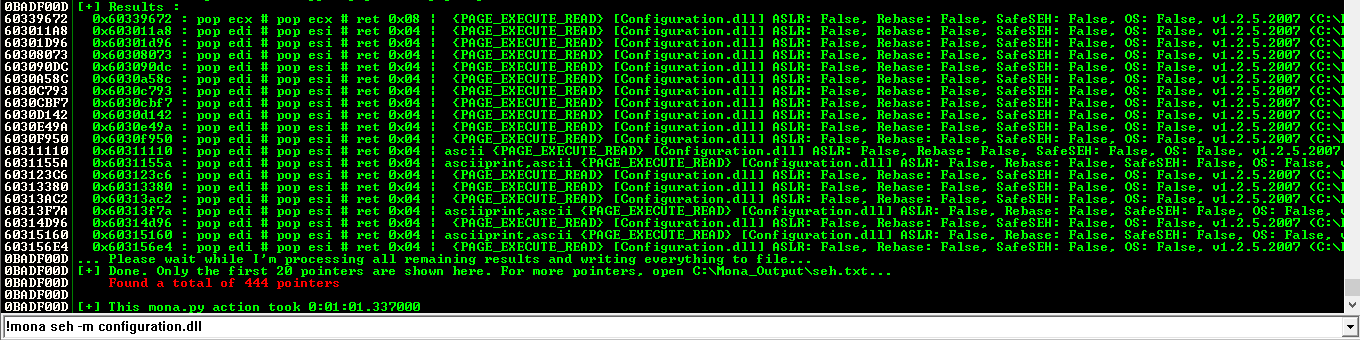 0BADF00D [+] Results :
60339672 0x60339672 : pop ecx # pop ecx # ret 0x08 | {PAGE_EXECUTE_READ} [Configuration.dll] ASLR: False, Rebase: False, SafeSEH: False, OS: False, v1.2.5.2007 (C:\
603011A8 0x603011a8 : pop edi # pop esi # ret 0x04 | {PAGE_EXECUTE_READ} [Configuration.dll] ASLR: False, Rebase: False, SafeSEH: False, OS: False, v1.2.5.2007 (C:\
60301D96 0x60301d96 : pop edi # pop esi # ret 0x04 | {PAGE_EXECUTE_READ} [Configuration.dll] ASLR: False, Rebase: False, SafeSEH: False, OS: False, v1.2.5.2007 (C:\
60308073 0x60308073 : pop edi # pop esi # ret 0x04 | {PAGE_EXECUTE_READ} [Configuration.dll] ASLR: False, Rebase: False, SafeSEH: False, OS: False, v1.2.5.2007 (C:\
603090DC 0x603090dc : pop edi # pop esi # ret 0x04 | {PAGE_EXECUTE_READ} [Configuration.dll] ASLR: False, Rebase: False, SafeSEH: False, OS: False, v1.2.5.2007 (C:\
6030A58C 0x6030a58c : pop edi # pop esi # ret 0x04 | {PAGE_EXECUTE_READ} [Configuration.dll] ASLR: False, Rebase: False, SafeSEH: False, OS: False, v1.2.5.2007 (C:\
6030C793 0x6030c793 : pop edi # pop esi # ret 0x04 | {PAGE_EXECUTE_READ} [Configuration.dll] ASLR: False, Rebase: False, SafeSEH: False, OS: False, v1.2.5.2007 (C:\
6030CBF7 0x6030cbf7 : pop edi # pop esi # ret 0x04 | {PAGE_EXECUTE_READ} [Configuration.dll] ASLR: False, Rebase: False, SafeSEH: False, OS: False, v1.2.5.2007 (C:\
6030D142 0x6030d142 : pop edi # pop esi # ret 0x04 | {PAGE_EXECUTE_READ} [Configuration.dll] ASLR: False, Rebase: False, SafeSEH: False, OS: False, v1.2.5.2007 (C:\
6030E49A 0x6030e49a : pop edi # pop esi # ret 0x04 | {PAGE_EXECUTE_READ} [Configuration.dll] ASLR: False, Rebase: False, SafeSEH: False, OS: False, v1.2.5.2007 (C:\
6030F950 0x6030f950 : pop edi # pop esi # ret 0x04 | {PAGE_EXECUTE_READ} [Configuration.dll] ASLR: False, Rebase: False, SafeSEH: False, OS: False, v1.2.5.2007 (C:\
60311110 0x60311110 : pop edi # pop esi # ret 0x04 | ascii {PAGE_EXECUTE_READ} [Configuration.dll] ASLR: False, Rebase: False, SafeSEH: False, OS: False, v1.2.5.2007
6031155A 0x6031155a : pop edi # pop esi # ret 0x04 | asciiprint,ascii {PAGE_EXECUTE_READ} [Configuration.dll] ASLR: False, Rebase: False, SafeSEH: False, OS: False, v
603123C6 0x603123c6 : pop edi # pop esi # ret 0x04 | {PAGE_EXECUTE_READ} [Configuration.dll] ASLR: False, Rebase: False, SafeSEH: False, OS: False, v1.2.5.2007 (C:\
60313380 0x60313380 : pop edi # pop esi # ret 0x04 | {PAGE_EXECUTE_READ} [Configuration.dll] ASLR: False, Rebase: False, SafeSEH: False, OS: False, v1.2.5.2007 (C:\
60313AC2 0x60313ac2 : pop edi # pop esi # ret 0x04 | {PAGE_EXECUTE_READ} [Configuration.dll] ASLR: False, Rebase: False, SafeSEH: False, OS: False, v1.2.5.2007 (C:\
60313F7A 0x60313f7a : pop edi # pop esi # ret 0x04 | asciiprint,ascii {PAGE_EXECUTE_READ} [Configuration.dll] ASLR: False, Rebase: False, SafeSEH: False, OS: False, v
60314D96 0x60314d96 : pop edi # pop esi # ret 0x04 | {PAGE_EXECUTE_READ} [Configuration.dll] ASLR: False, Rebase: False, SafeSEH: False, OS: False, v1.2.5.2007 (C:\
60315160 0x60315160 : pop edi # pop esi # ret 0x04 | asciiprint,ascii {PAGE_EXECUTE_READ} [Configuration.dll] ASLR: False, Rebase: False, SafeSEH: False, OS: False, v
603156E4 0x603156e4 : pop edi # pop esi # ret 0x04 | {PAGE_EXECUTE_READ} [Configuration.dll] ASLR: False, Rebase: False, SafeSEH: False, OS: False, v1.2.5.2007 (C:\
0BADF00D ... Please wait while I'm processing all remaining results and writing everything to file...
0BADF00D [+] Done. Only the first 20 pointers are shown here. For more pointers, open C:\Mona_Output\seh.txt...
0BADF00D Found a total of 444 pointers
0BADF00D
0BADF00D [+] This mona.py action took 0:01:01.337000
!mona seh -m configuration.dll